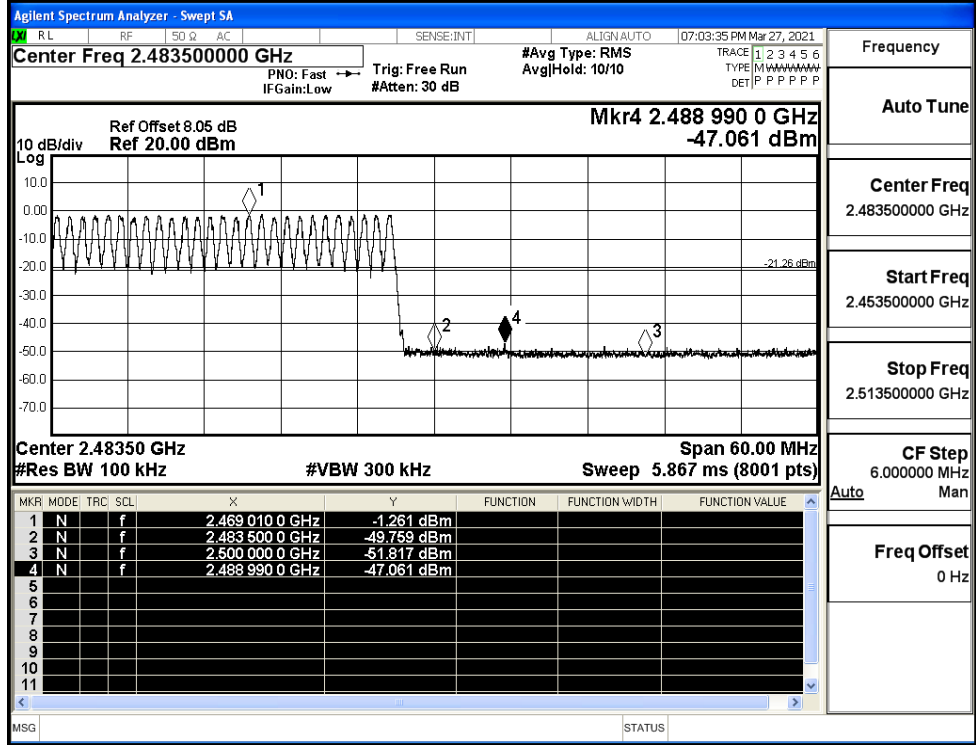 Agilent Spectrum Analyzer - Swept SA
LXI RL RF 50 Ω AC SENSE:INT ALIGNAUTO 07:03:35 PM Mar 27, 2021
Center Freq 2.483500000 GHz
PNO: Fast
IFGain:Low
Trig: Free Run
#Atten: 30 dB
#Avg Type: RMS
Avg|Hold: 10/10
TRACE 1 2 3 4 5 6
TYPE MWWWWW
DET P P P P P P
Mkr4 2.488 990 0 GHz
-47.061 dBm
Ref Offset 8.05 dB
10 dB/div Ref 20.00 dBm
Log
10.0
0.00
-10.0
-20.0
-30.0
-40.0
-50.0
-60.0
-70.0
1
2
4
3
-21.26 dBm
Center 2.48350 GHz Span 60.00 MHz
#Res BW 100 kHz #VBW 300 kHz Sweep 5.867 ms (8001 pts)
MKR MODE TRC SCL X Y FUNCTION FUNCTION WIDTH FUNCTION VALUE
1 N f 2.469 010 0 GHz -1.261 dBm
2 N f 2.483 500 0 GHz -49.759 dBm
3 N f 2.500 000 0 GHz -51.817 dBm
4 N f 2.488 990 0 GHz -47.061 dBm
5
6
7
8
9
10
11
MSG STATUS
Frequency
Auto Tune
Center Freq
2.483500000 GHz
Start Freq
2.453500000 GHz
Stop Freq
2.513500000 GHz
CF Step
6.000000 MHz
Auto Man
Freq Offset
0 Hz